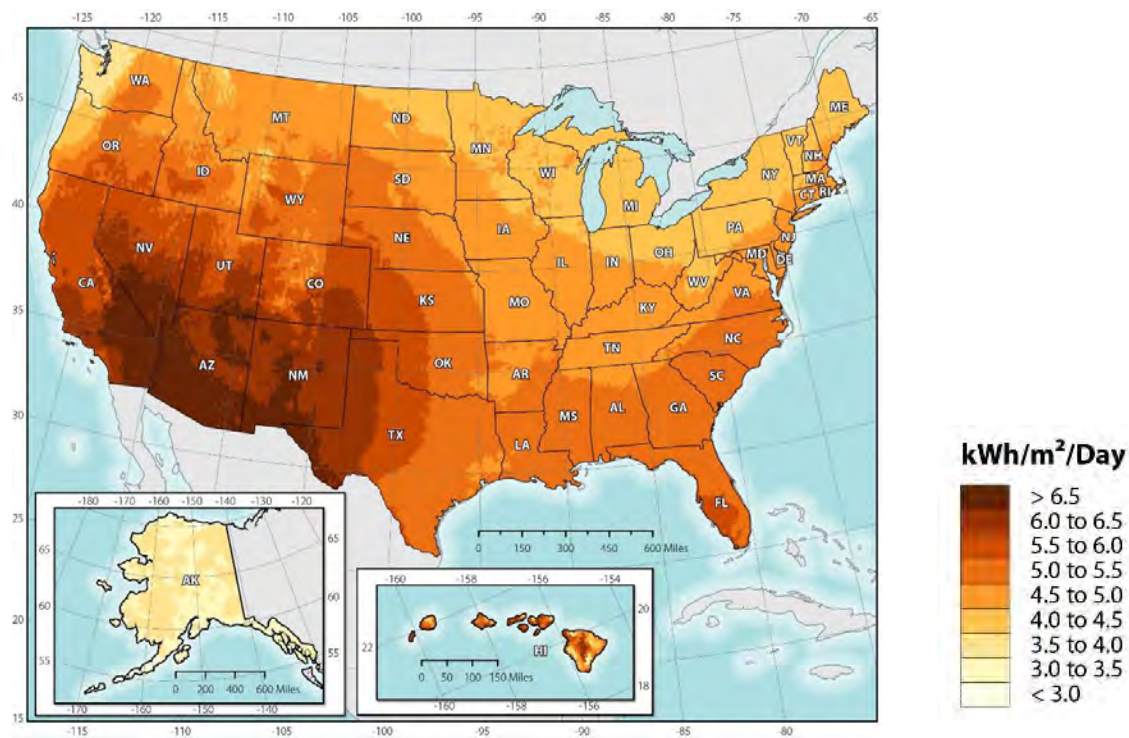 -125 -120 -115 -110 -105 -100 -95 -90 -85 -80 -75 -70 -65
45
40
35
30
25
20
15
WA
MT
ND
MN
ME
OR
ID
WY
SD
WI
MI
NY
VT
NH
MA
CT
RI
NV
UT
CO
NE
IA
IL
IN
OH
PA
NJ
MD
DE
CA
KS
MO
KY
WV
VA
AZ
NM
OK
AR
TN
NC
SC
TX
LA
MS
AL
GA
FL
0 150 300 450 600 Miles
-180 -170 -160 -150 -140 -130 -120 -110
65
60
55
65
60
55
AK
0 200 400 600 Miles
-170 -160 -150 -140
-160 -158 -156 -154
22
20
18
HI
0 50 100 150 Miles
-160 -158 -156
-115 -110 -105 -100 -95 -90 -85 -80
kWh/m²/Day
> 6.5
6.0 to 6.5
5.5 to 6.0
5.0 to 5.5
4.5 to 5.0
4.0 to 4.5
3.5 to 4.0
3.0 to 3.5
< 3.0